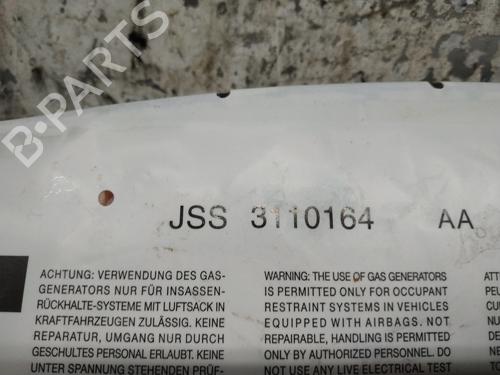 B-PARTS
JSS 3110164 AA
ACHTUNG: VERWENDUNG DES GAS-
GENERATORS NUR FÜR INSASSEN-
RÜCKHALTE-SYSTEME MIT LUFTSACK IN
KRAFTFAHRZEUGEN ZULÄSSIG. KEINE
REPARATUR, UMGANG NUR DURCH
GESCHULTES PERSONAL ERLAUBT. KEINE
UNTER SPANNUNG STEHENDEN PRÜF-
WARNING: THE USE OF GAS GENERATORS
IS PERMITTED ONLY FOR OCCUPANT
RESTRAINT SYSTEMS IN VEHICLES
EQUIPPED WITH AIRBAGS. NOT
REPAIRABLE, HANDLING IS PERMITTED
ONLY BY AUTHORIZED PERSONNEL. DO
NOT USE ANY LIVE ELECTRICAL TEST